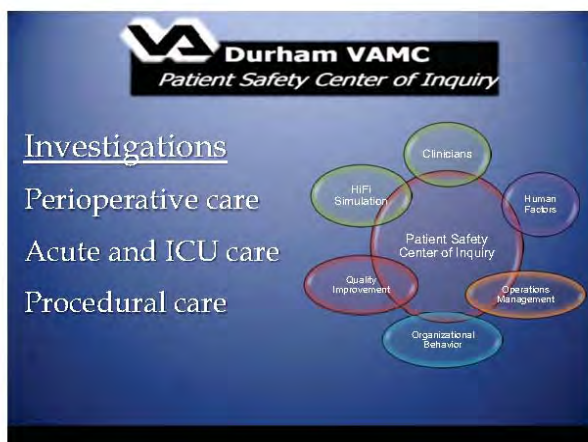 VA Durham VAMC
Patient Safety Center of Inquiry
Investigations
Perioperative care
Acute and ICU care
Procedural care
Clinicians
HiFi
Simulation
Human
Factors
Patient Safety
Center of Inquiry
Quality
Improvement
Operations
Management
Organizational
Behavior